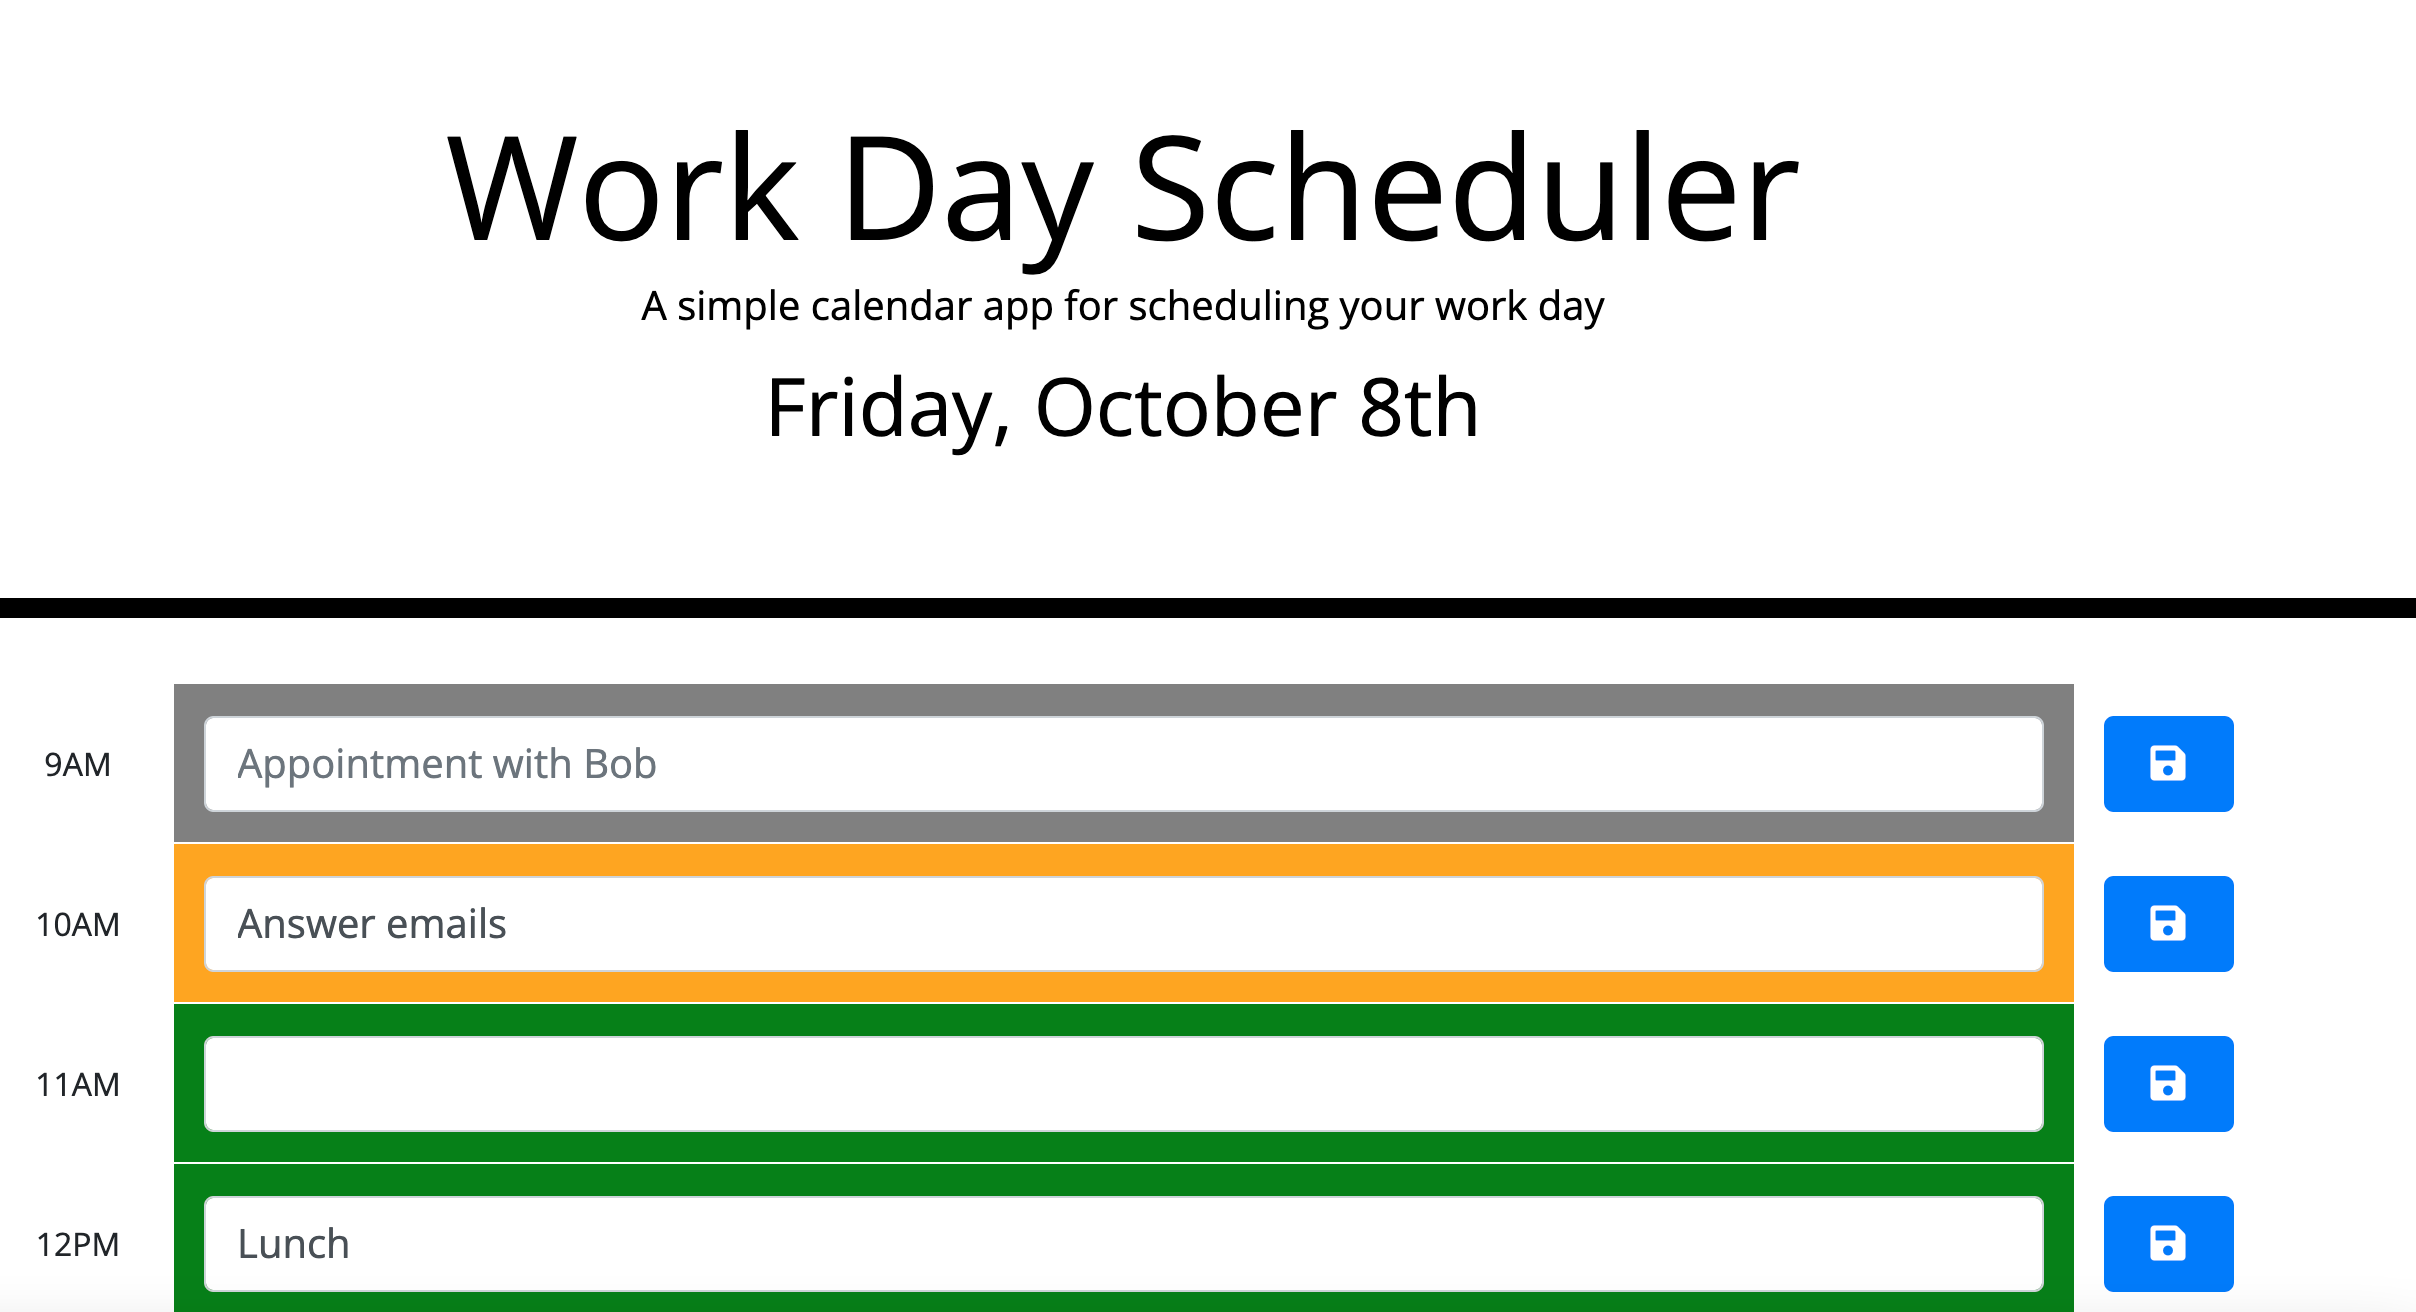 Work Day Scheduler
A simple calendar app for scheduling your work day
Friday, October 8th
9AM
Appointment with Bob
10AM
Answer emails
11AM
12PM
Lunch